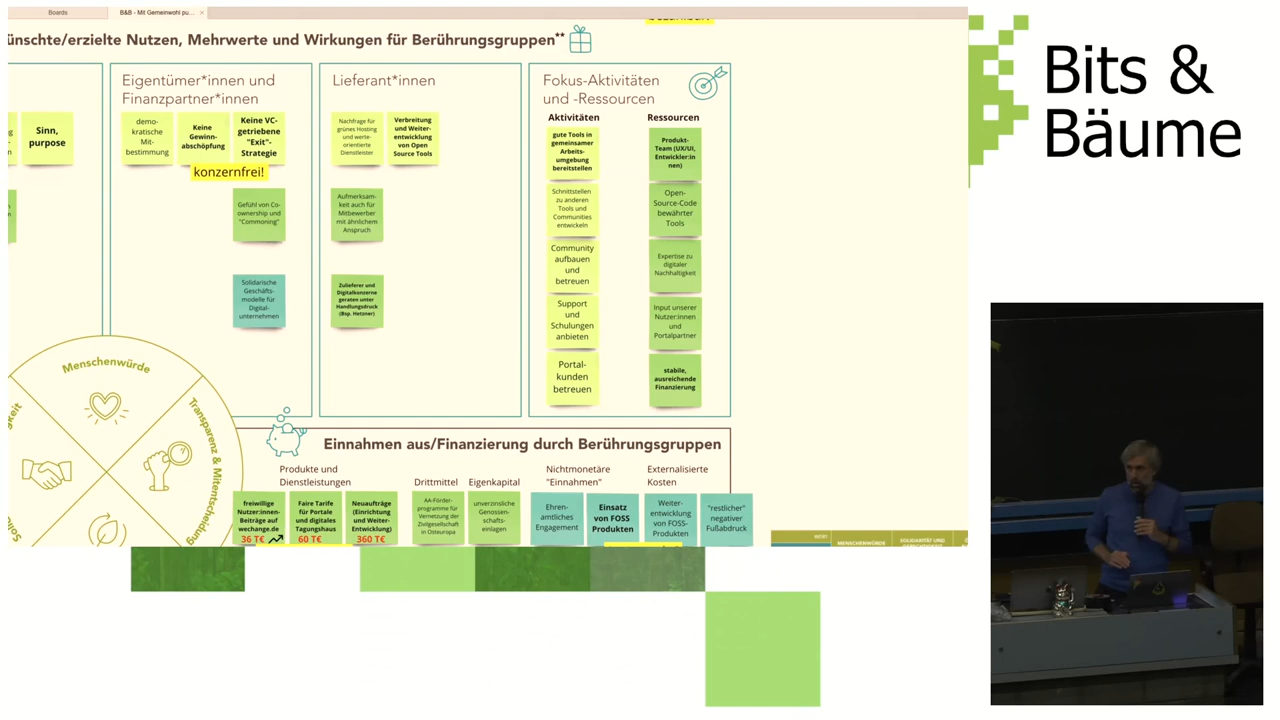 Boards
B&B - Mit Gemeinwohl pu... ×
ünschte/erzielte Nutzen, Mehrwerte und Wirkungen für Berührungsgruppen**
Sinn,
purpose
Eigentümer*innen und
Finanzpartner*innen
demo-
kratische
Mit-
bestimmung
Keine
Gewinn-
abschöpfung
Keine VC-
getriebene
"Exit"-
Strategie
konzernfrei!
Gefühl von Co-
ownership und
"Commoning"
Solidarische
Geschäfts-
modelle für
Digital-
unternehmen
Lieferant*innen
Nachfrage für
grünes Hosting
und werte-
orientierte
Dienstleister
Verbreitung
und Weiter-
entwicklung
von Open
Source Tools
Aufmerksam-
keit auch für
Mitbewerber
mit ähnlichem
Anspruch
Zulieferer und
Digitalkonzerne
geraten unter
Handlungsdruck
(Bsp. Hetzner)
Fokus-Aktivitäten
und -Ressourcen
Aktivitäten
gute Tools in
gemeinsamer
Arbeits-
umgebung
bereitstellen
Schnittstellen
zu anderen
Tools und
Communities
entwickeln
Community
aufbauen
und
betreuen
Support
und
Schulungen
anbieten
Portal-
kunden
betreuen
Ressourcen
Produkt-
Team (UX/UI,
Entwickler:in
nen)
Open-
Source-Code
bewährter
Tools
Expertise zu
digitaler
Nachhaltigkeit
Input unserer
Nutzer:innen
und
Portalpartner
stabile,
ausreichende
Finanzierung
Menschenwürde
Transparenz & Mitentscheidung
Einnahmen aus/Finanzierung durch Berührungsgruppen
Produkte und
Dienstleistungen
freiwillige
Nutzer:innen-
Beiträge auf
wechange.de
36 T€
Faire Tarife
für Portale
und digitales
Tagungshaus
60 T€
Neuaufträge
(Einrichtung
und Weiter-
Entwicklung)
360 T€
Drittmittel
AA-Förder-
programme für
Vernetzung der
Zivilgesellschaft
in Osteuropa
Eigenkapital
unverzinsliche
Genossen-
schafts-
einlagen
Nichtmonetäre
"Einnahmen"
Ehren-
amtliches
Engagement
Einsatz
von FOSS
Produkten
Externalisierte
Kosten
Weiter-
entwicklung
von FOSS-
Produkten
"restlicher"
negativer
Fußabdruck
WERT
MENSCHENWÜRDE
SOLIDARITÄT UND
Bits &
Bäume